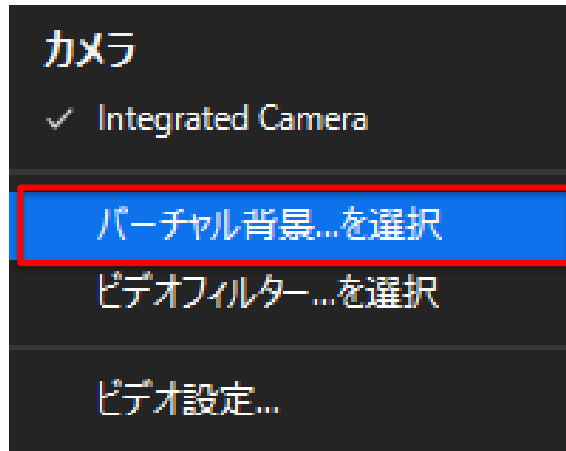 カメラ
✓ Integrated Camera
バーチャル背景...を選択
ビデオフィルター...を選択
ビデオ設定...